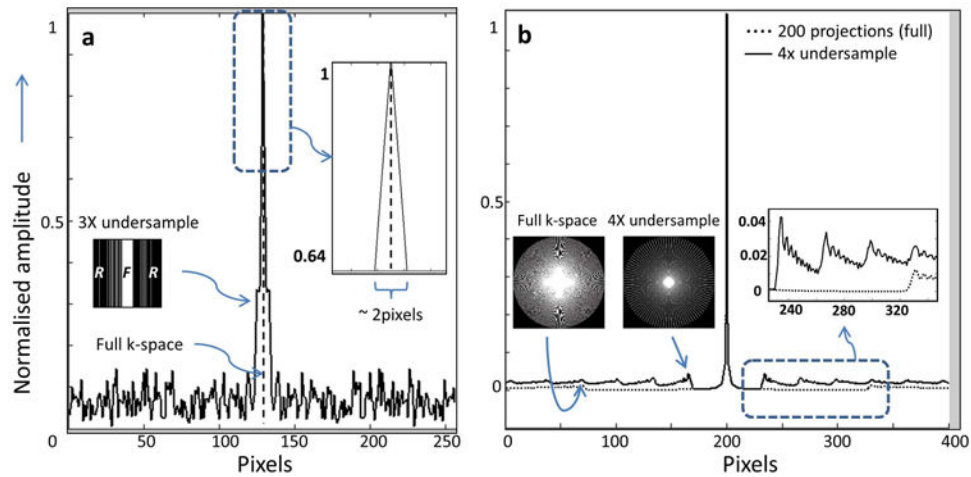 a
1
0.5
0
0 50 100 150 200 250
Pixels
Normalised amplitude
3X undersample
R F R
Full k-space
1
0.64
~ 2pixels
b
1
0.5
0
0 100 200 300 400
Pixels
200 projections (full)
4x undersample
Full k-space
4X undersample
0.04
0.02
0
240 280 320